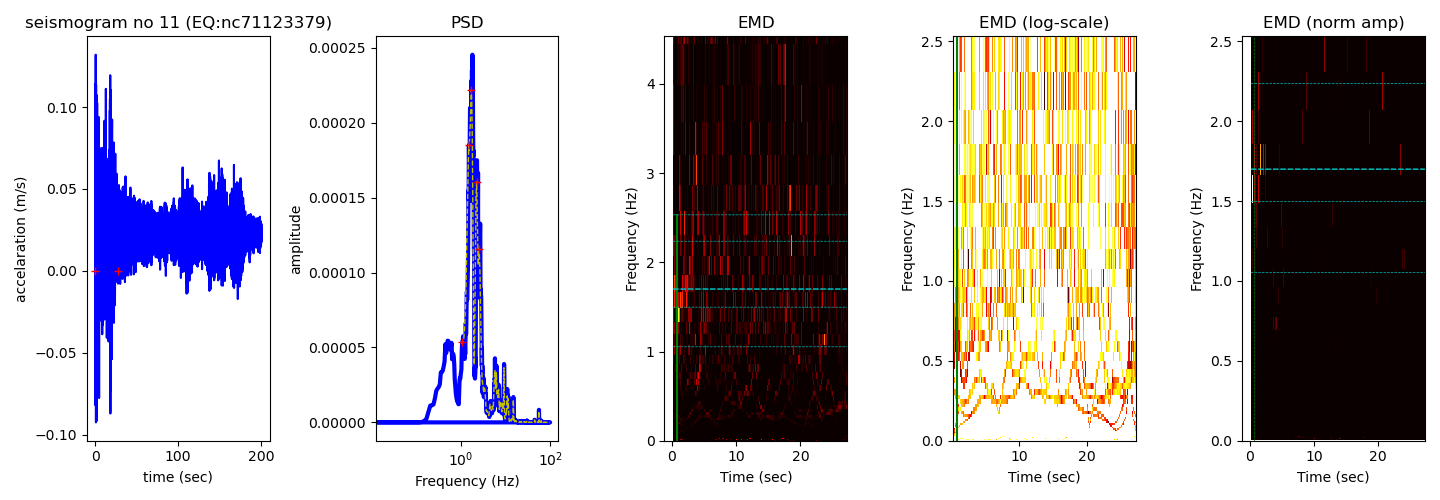 seismogram no 11 (EQ:nc71123379)
accelaration (m/s)
0.10
0.05
0.00
−0.05
−0.10
0
100
200
time (sec)
PSD
amplitude
0.00025
0.00020
0.00015
0.00010
0.00005
0.00000
10^0
10^2
Frequency (Hz)
EMD
Frequency (Hz)
4
3
2
1
0
0
10
20
Time (sec)
EMD (log-scale)
Frequency (Hz)
2.5
2.0
1.5
1.0
0.5
0.0
10
20
Time (sec)
EMD (norm amp)
Frequency (Hz)
2.5
2.0
1.5
1.0
0.5
0.0
0
10
20
Time (sec)